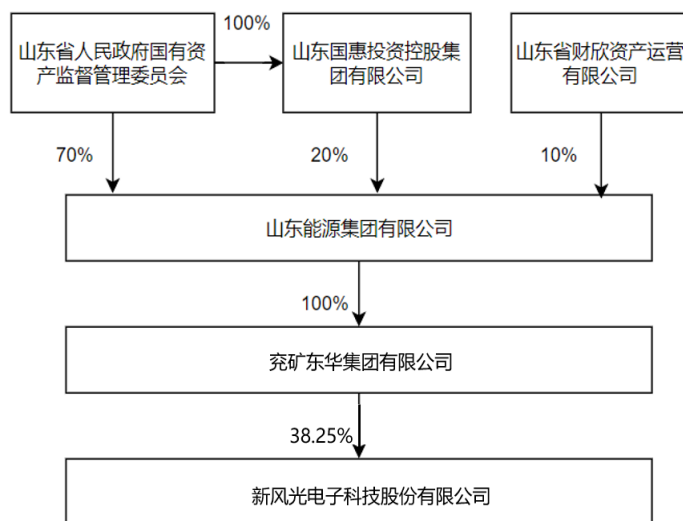 山东省人民政府国有资
产监督管理委员会
100%
山东国惠投资控股集
团有限公司
山东省财欣资产运营
有限公司
70%
20%
10%
山东能源集团有限公司
100%
兖矿东华集团有限公司
38.25%
新风光电子科技股份有限公司